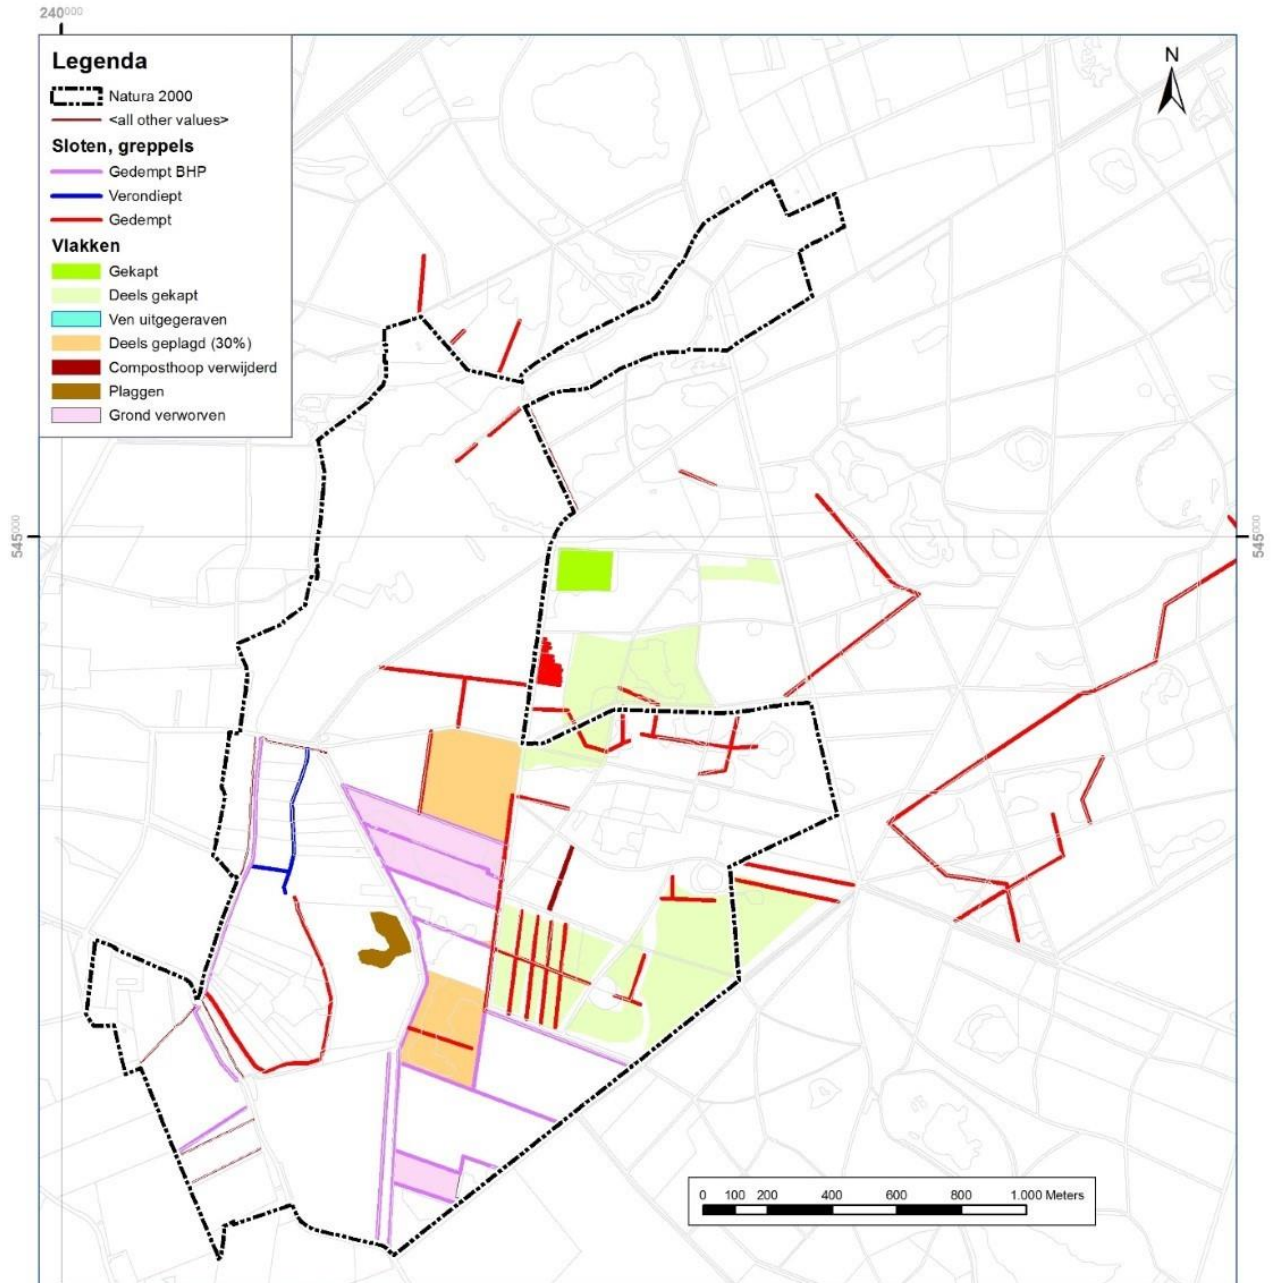 240000
Legenda
Natura 2000
<all other values>
Sloten, greppels
Gedempt BHP
Verondiept
Gedempt
Vlakken
Gekapt
Deels gekapt
Ven uitgegeraven
Deels geplagd (30%)
Composthoop verwijderd
Plaggen
Grond verworven
N
545000
545000
0 100 200 400 600 800 1.000 Meters